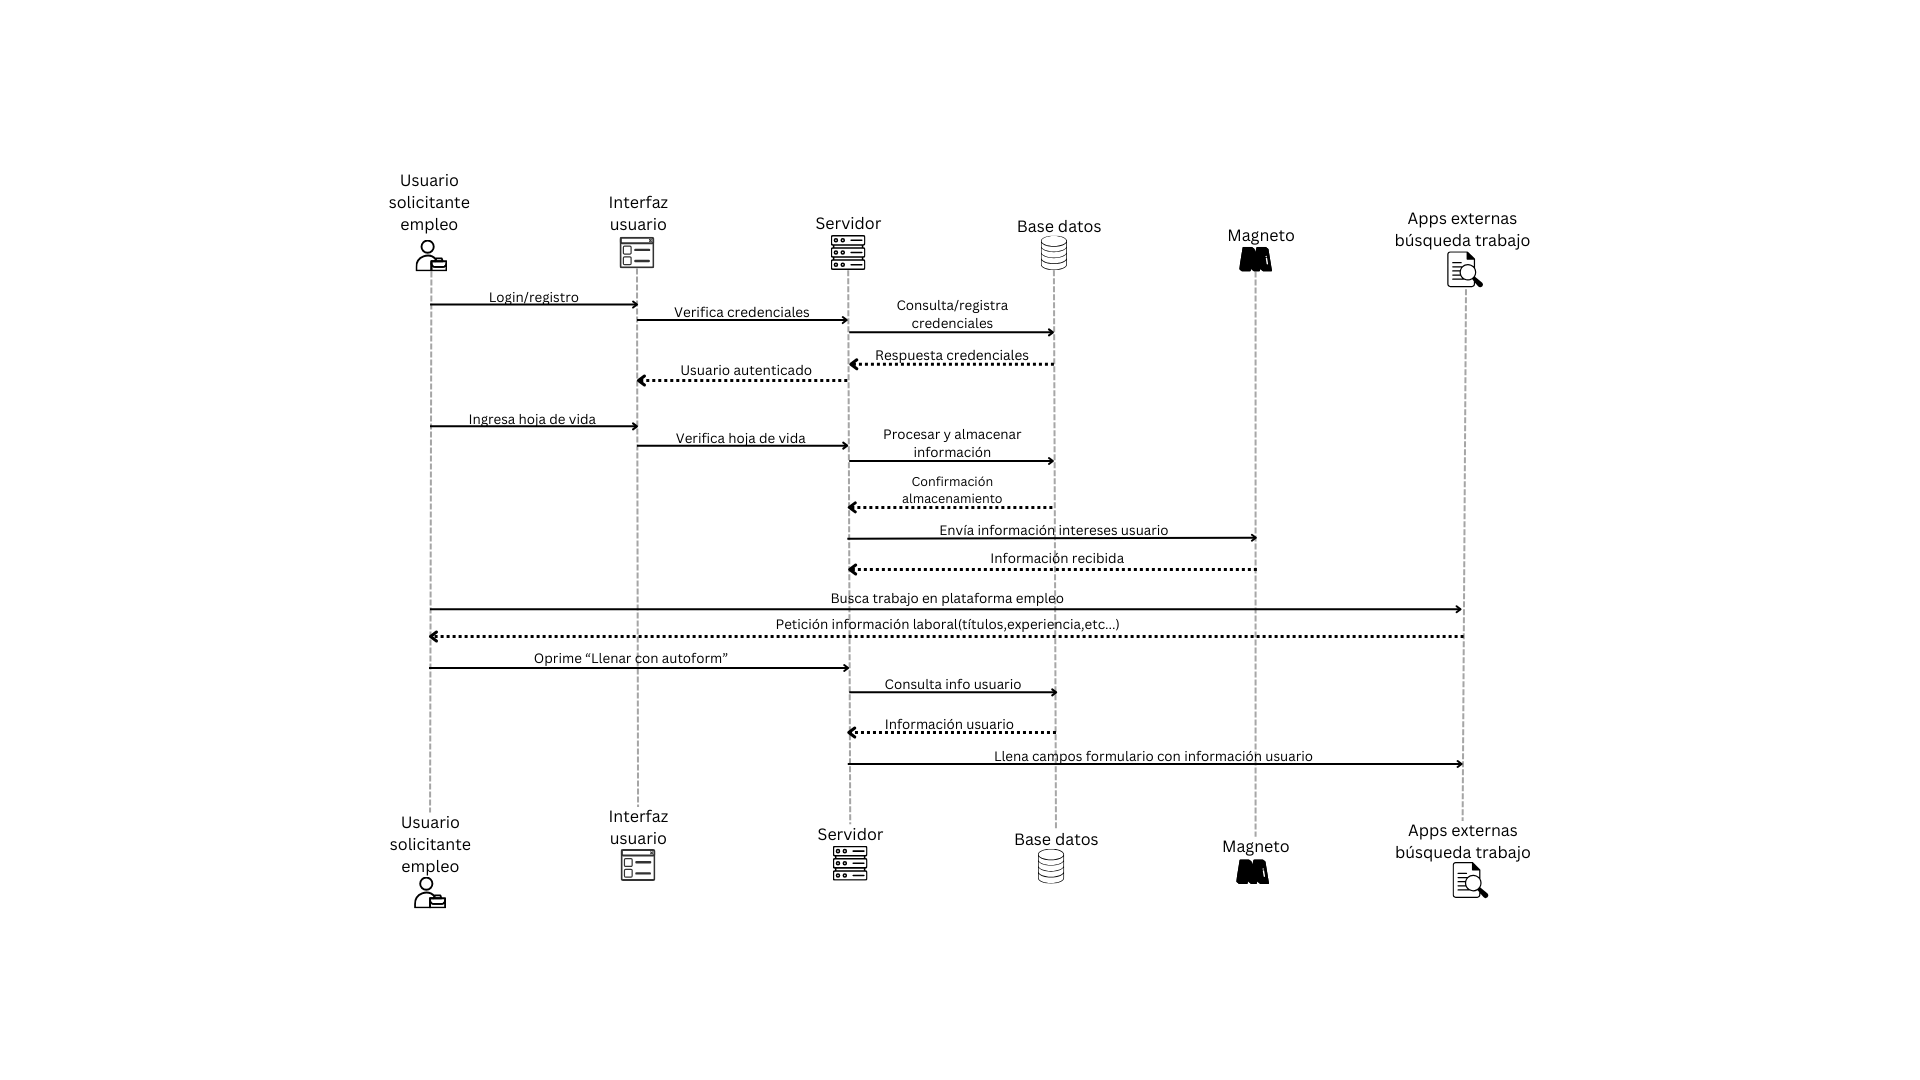 Usuario
solicitante
empleo
Interfaz
usuario
Servidor
Base datos
Magneto
Apps externas
búsqueda trabajo
Login/registro
Verifica credenciales
Consulta/registra
credenciales
Respuesta credenciales
Usuario autenticado
Ingresa hoja de vida
Verifica hoja de vida
Procesar y almacenar
información
Confirmación
almacenamiento
Envía información intereses usuario
Información recibida
Busca trabajo en plataforma empleo
Petición información laboral(títulos,experiencia,etc...)
Oprime “Llenar con autoform”
Consulta info usuario
Información usuario
Llena campos formulario con información usuario
Usuario
solicitante
empleo
Interfaz
usuario
Servidor
Base datos
Magneto
Apps externas
búsqueda trabajo